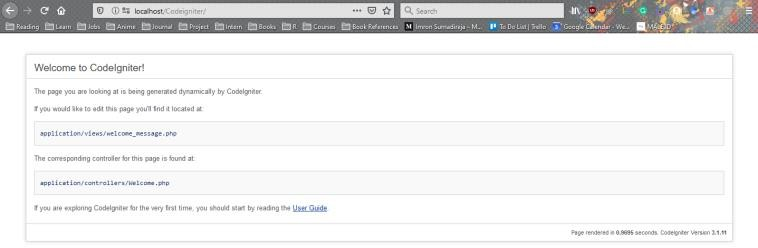 localhost/Codeigniter/
Search
Reading Learn Jobs Anime Journal Project Intern Books R Courses Book References Imron Sumadireja – M... To Do List | Trello Google Calendar - We...
Welcome to CodeIgniter!
The page you are looking at is being generated dynamically by CodeIgniter.
If you would like to edit this page you'll find it located at:
application/views/welcome_message.php
The corresponding controller for this page is found at:
application/controllers/Welcome.php
If you are exploring CodeIgniter for the very first time, you should start by reading the User Guide.
Page rendered in 0.9695 seconds. CodeIgniter Version 3.1.11